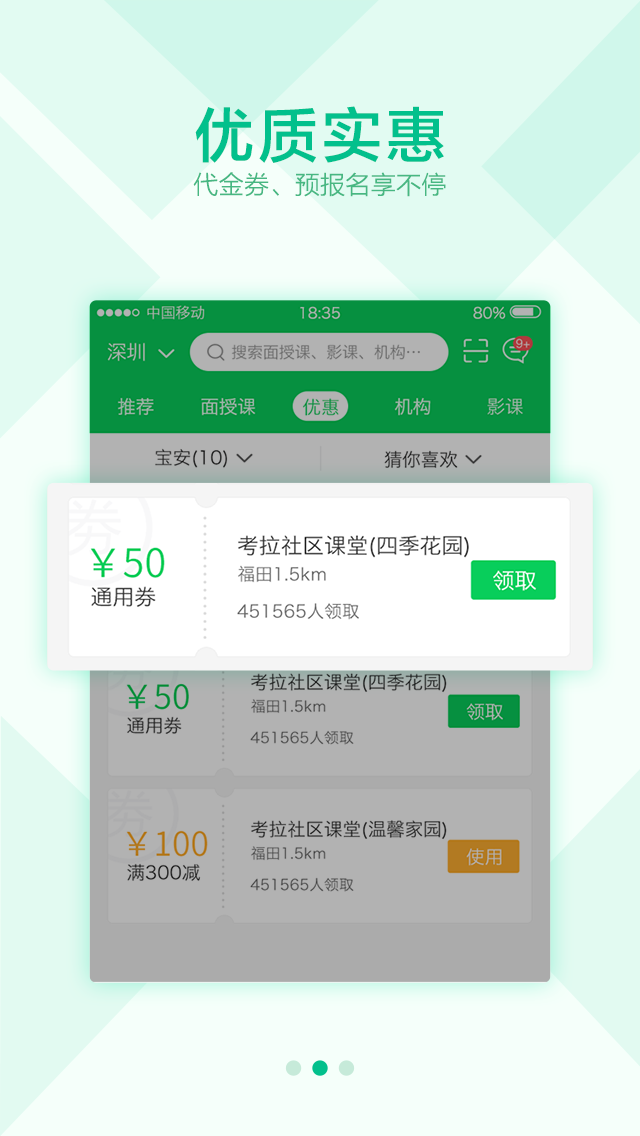 优质实惠
代金券、预报名享不停
中国移动 18:35 80%
深圳 搜索面授课、影课、机构… 9+
推荐 面授课 优惠 机构 影课
宝安(10) 猜你喜欢
券
考拉社区课堂(四季花园)
¥50 福田1.5km 领取
通用券
451565人领取
考拉社区课堂(四季花园)
¥50 福田1.5km 领取
通用券
451565人领取
券
考拉社区课堂(温馨家园)
¥100 福田1.5km 使用
满300减
451565人领取